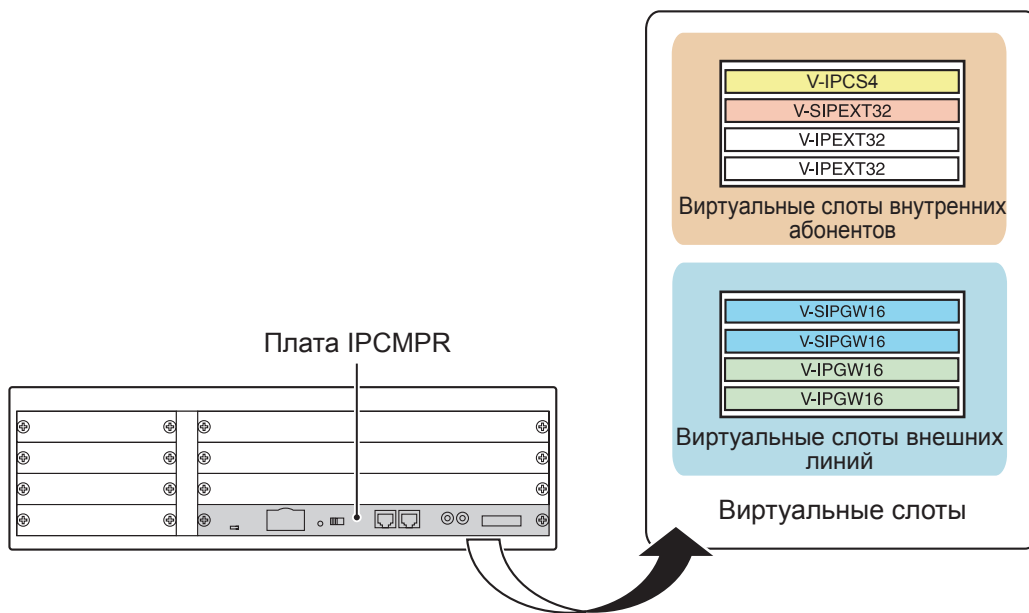 V-IPCS4
V-SIPEXT32
V-IPEXT32
V-IPEXT32
Виртуальные слоты внутренних
абонентов
V-SIPGW16
V-SIPGW16
V-IPGW16
V-IPGW16
Виртуальные слоты внешних
линий
Виртуальные слоты
Плата IPCMPR